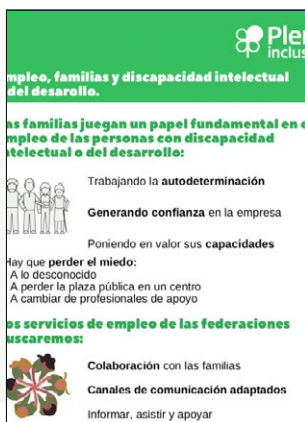 Plen
inclus
mpleo, familias y discapacidad intelectual
del desarollo.
as familias juegan un papel fundamental en e
mpleo de las personas con discapacidad
ntelectual o del desarrollo:
Trabajando la autodeterminación
Generando confianza en la empresa
Poniendo en valor sus capacidades
Hay que perder el miedo:
A lo desconocido
A perder la plaza pública en un centro
A cambiar de profesionales de apoyo
os servicios de empleo de las federaciones
uscaremos:
Colaboración con las familias
Canales de comunicación adaptados
Informar, asistir y apoyar